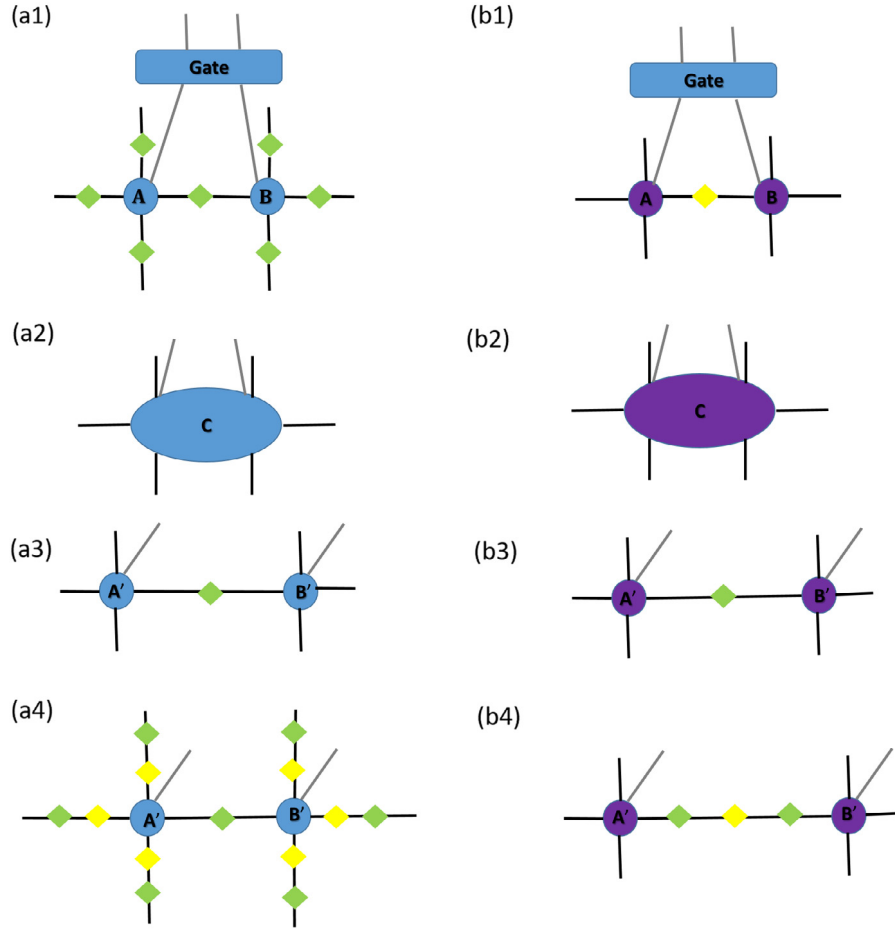 (a1)
Gate
A
B
(b1)
Gate
A
B
(a2)
C
(b2)
C
(a3)
A′
B′
(b3)
A′
B′
(a4)
A′
B′
(b4)
A′
B′